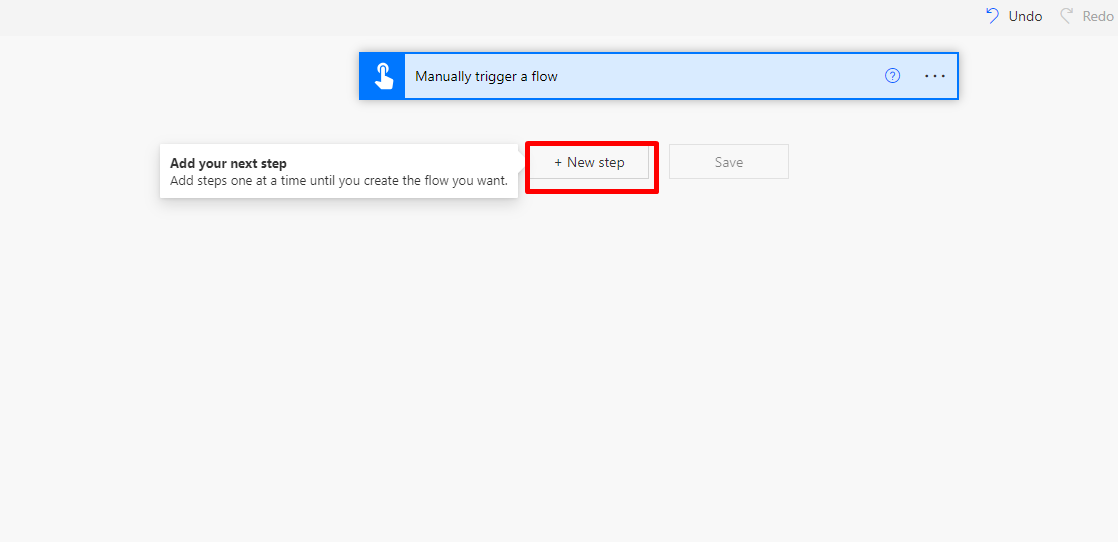 Undo
Redo
Manually trigger a flow
?
Add your next step
Add steps one at a time until you create the flow you want.
+ New step
Save